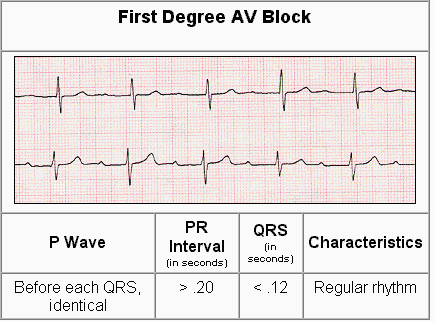 First Degree AV Block
P Wave
PR
Interval
(in seconds)
QRS
(in
seconds)
Characteristics
Before each QRS,
identical
> .20
< .12
Regular rhythm